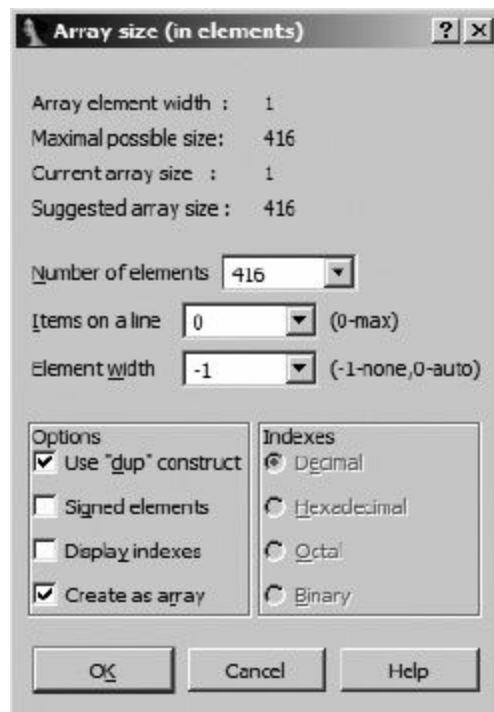 Array size (in elements)
Array element width : 1
Maximal possible size: 416
Current array size : 1
Suggested array size : 416
Number of elements 416
Items on a line 0 (0-max)
Element width -1 (-1-none,0-auto)
Options
Use "dup" construct
Signed elements
Display indexes
Create as array
Indexes
Decimal
Hexadecimal
Octal
Binary
OK Cancel Help